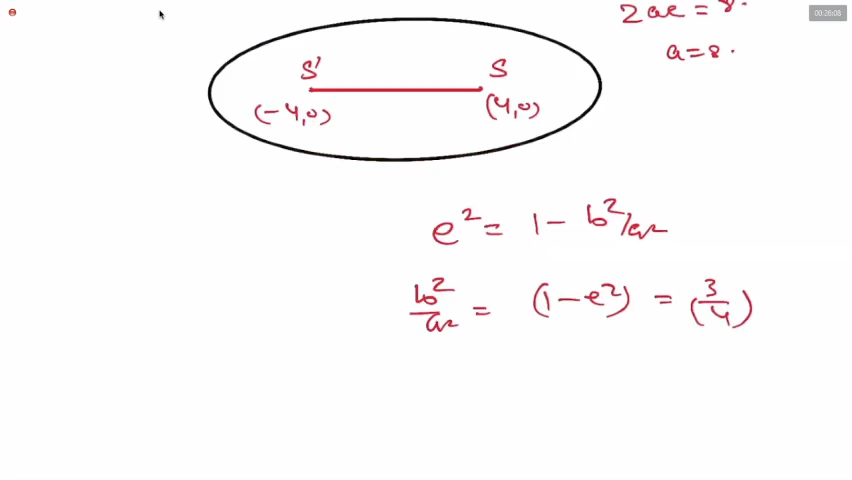 00:26:08
2ae = 8.
a = 8.
S' S
(-4,0) (4,0)
e² = 1 - b²/a²
b²/a² = (1 - e²) = (3/4)